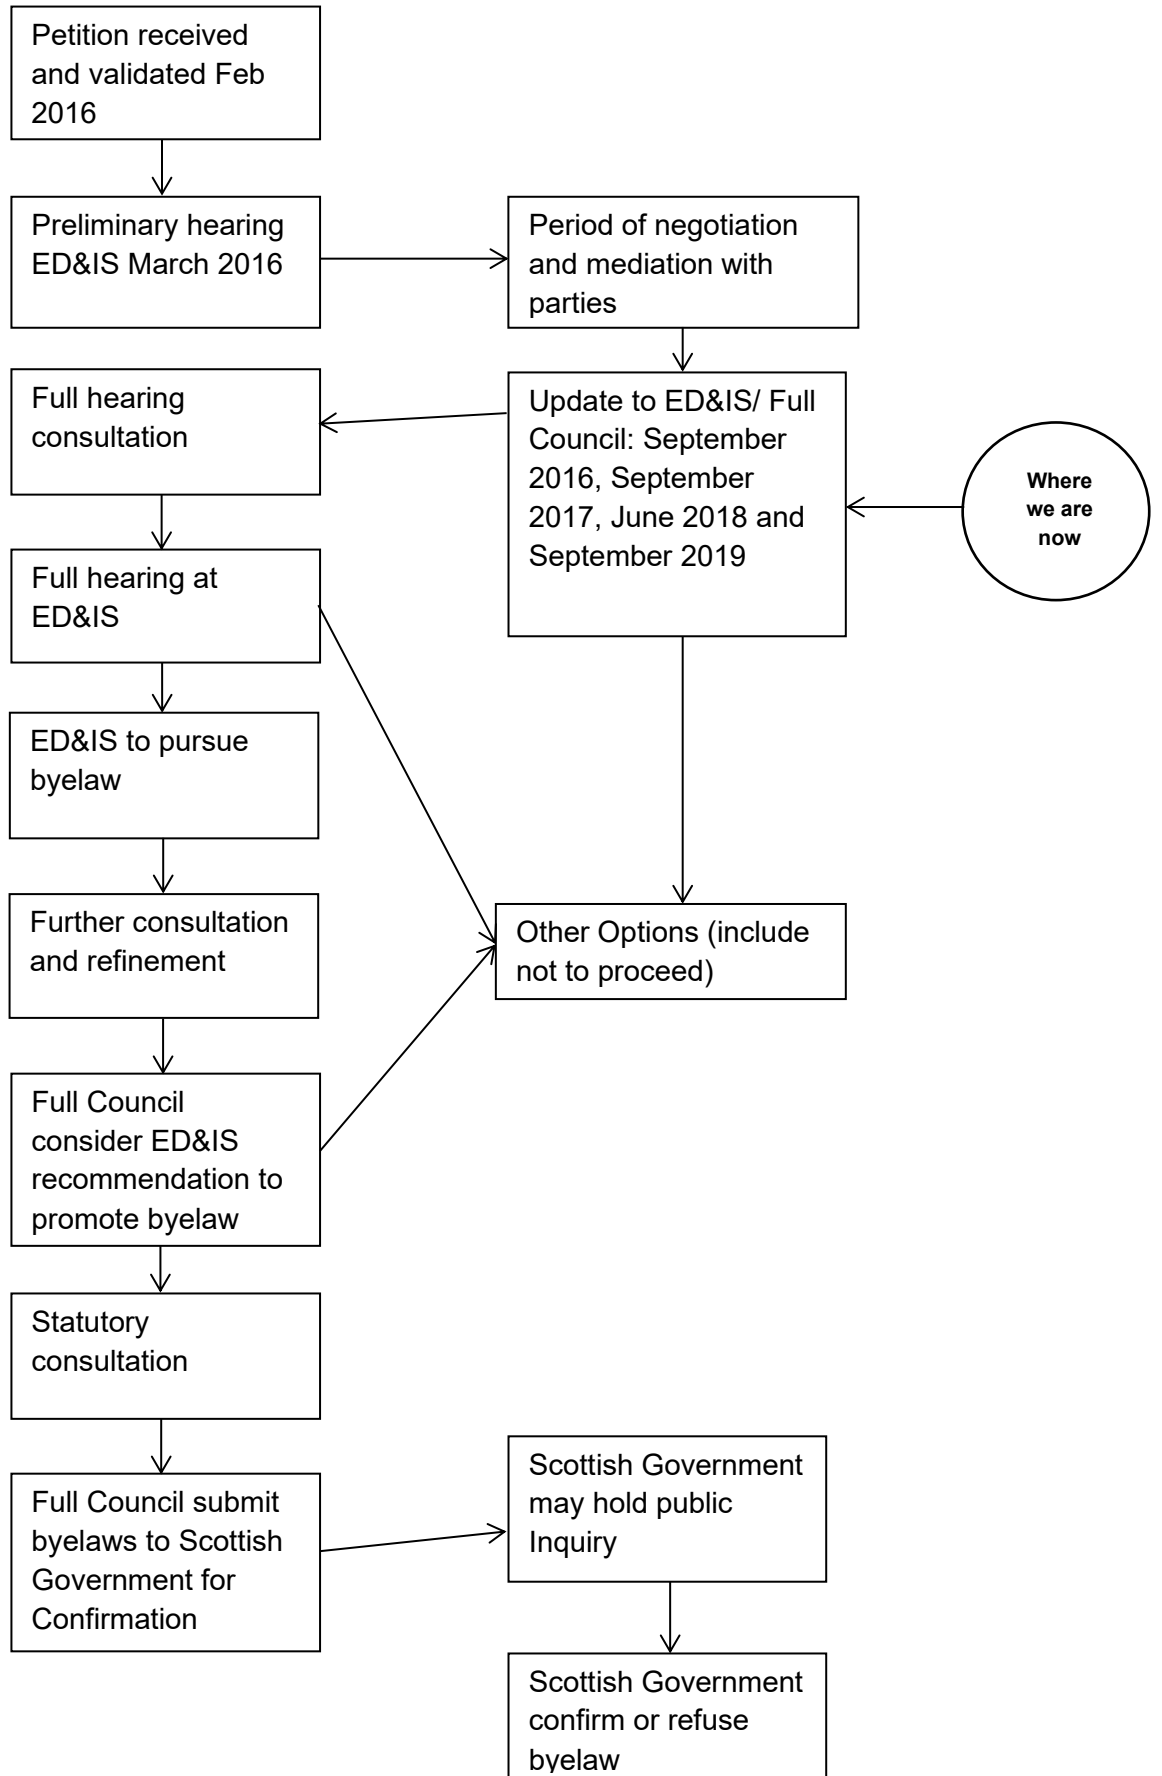 Petition received
and validated Feb
2016
Preliminary hearing
ED&IS March 2016
Period of negotiation
and mediation with
parties
Full hearing
consultation
Update to ED&IS/ Full
Council: September
2016, September
2017, June 2018 and
September 2019
Where
we are
now
Full hearing at
ED&IS
ED&IS to pursue
byelaw
Further consultation
and refinement
Other Options (include
not to proceed)
Full Council
consider ED&IS
recommendation to
promote byelaw
Statutory
consultation
Full Council submit
byelaws to Scottish
Government for
Confirmation
Scottish Government
may hold public
Inquiry
Scottish Government
confirm or refuse
byelaw